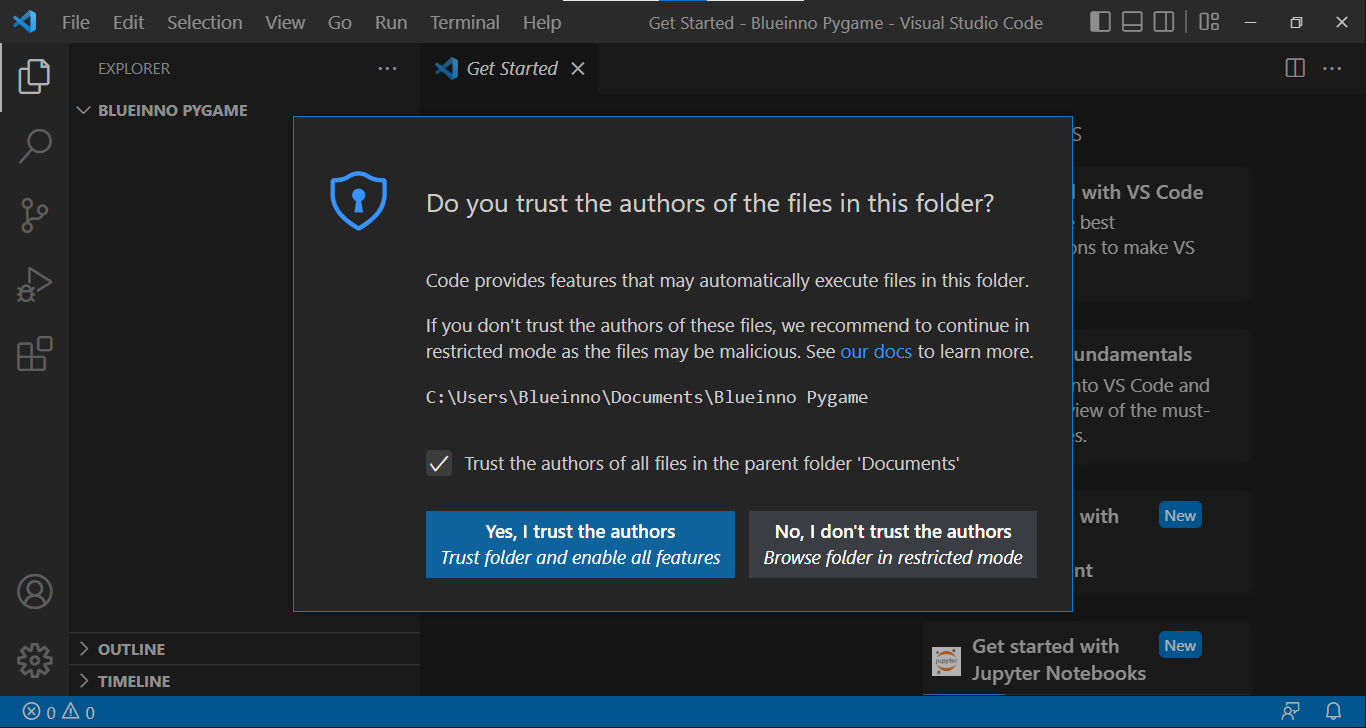 File Edit Selection View Go Run Terminal Help Get Started - Blueinno Pygame - Visual Studio Code
EXPLORER
Get Started
BLUEINNO PYGAME
Do you trust the authors of the files in this folder?
Code provides features that may automatically execute files in this folder.
If you don't trust the authors of these files, we recommend to continue in
restricted mode as the files may be malicious. See our docs to learn more.
C:\Users\Blueinno\Documents\Blueinno Pygame
Trust the authors of all files in the parent folder 'Documents'
Yes, I trust the authors
Trust folder and enable all features
No, I don't trust the authors
Browse folder in restricted mode
with VS Code
best
to make VS
VS Code and
of the must-
with
New
Get started with
New
Jupyter Notebooks
jupyter
OUTLINE
TIMELINE
0 0